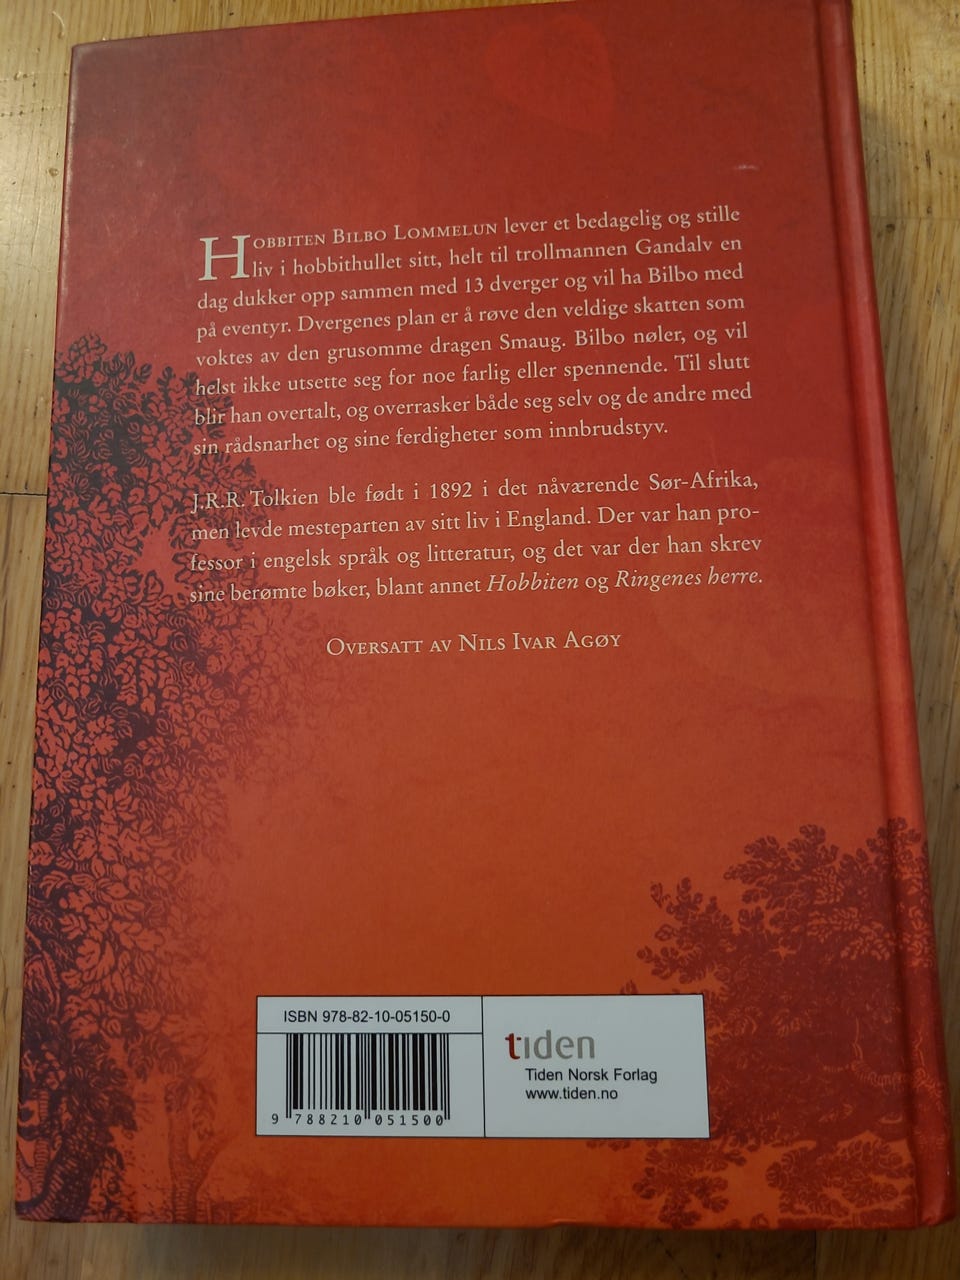 HOBBITEN BILBO LOMMELUN lever et bedagelig og stille
liv i hobbithullet sitt, helt til trollmannen Gandalv en
dag dukker opp sammen med 13 dverger og vil ha Bilbo med
på eventyr. Dvergenes plan er å røve den veldige skatten som
voktes av den grusomme dragen Smaug. Bilbo nøler, og vil
helst ikke utsette seg for noe farlig eller spennende. Til slutt
blir han overtalt, og overrasker både seg selv og de andre med
sin rådsnarhet og sine ferdigheter som innbrudstyv.
J.R.R. Tolkien ble født i 1892 i det nåværende Sør-Afrika,
men levde mesteparten av sitt liv i England. Der var han pro-
fessor i engelsk språk og litteratur, og det var der han skrev
sine berømte bøker, blant annet Hobbiten og Ringenes herre.
OVERSATT AV NILS IVAR AGØY
ISBN 978-82-10-05150-0
9 788210 051500
tiden
Tiden Norsk Forlag
www.tiden.no